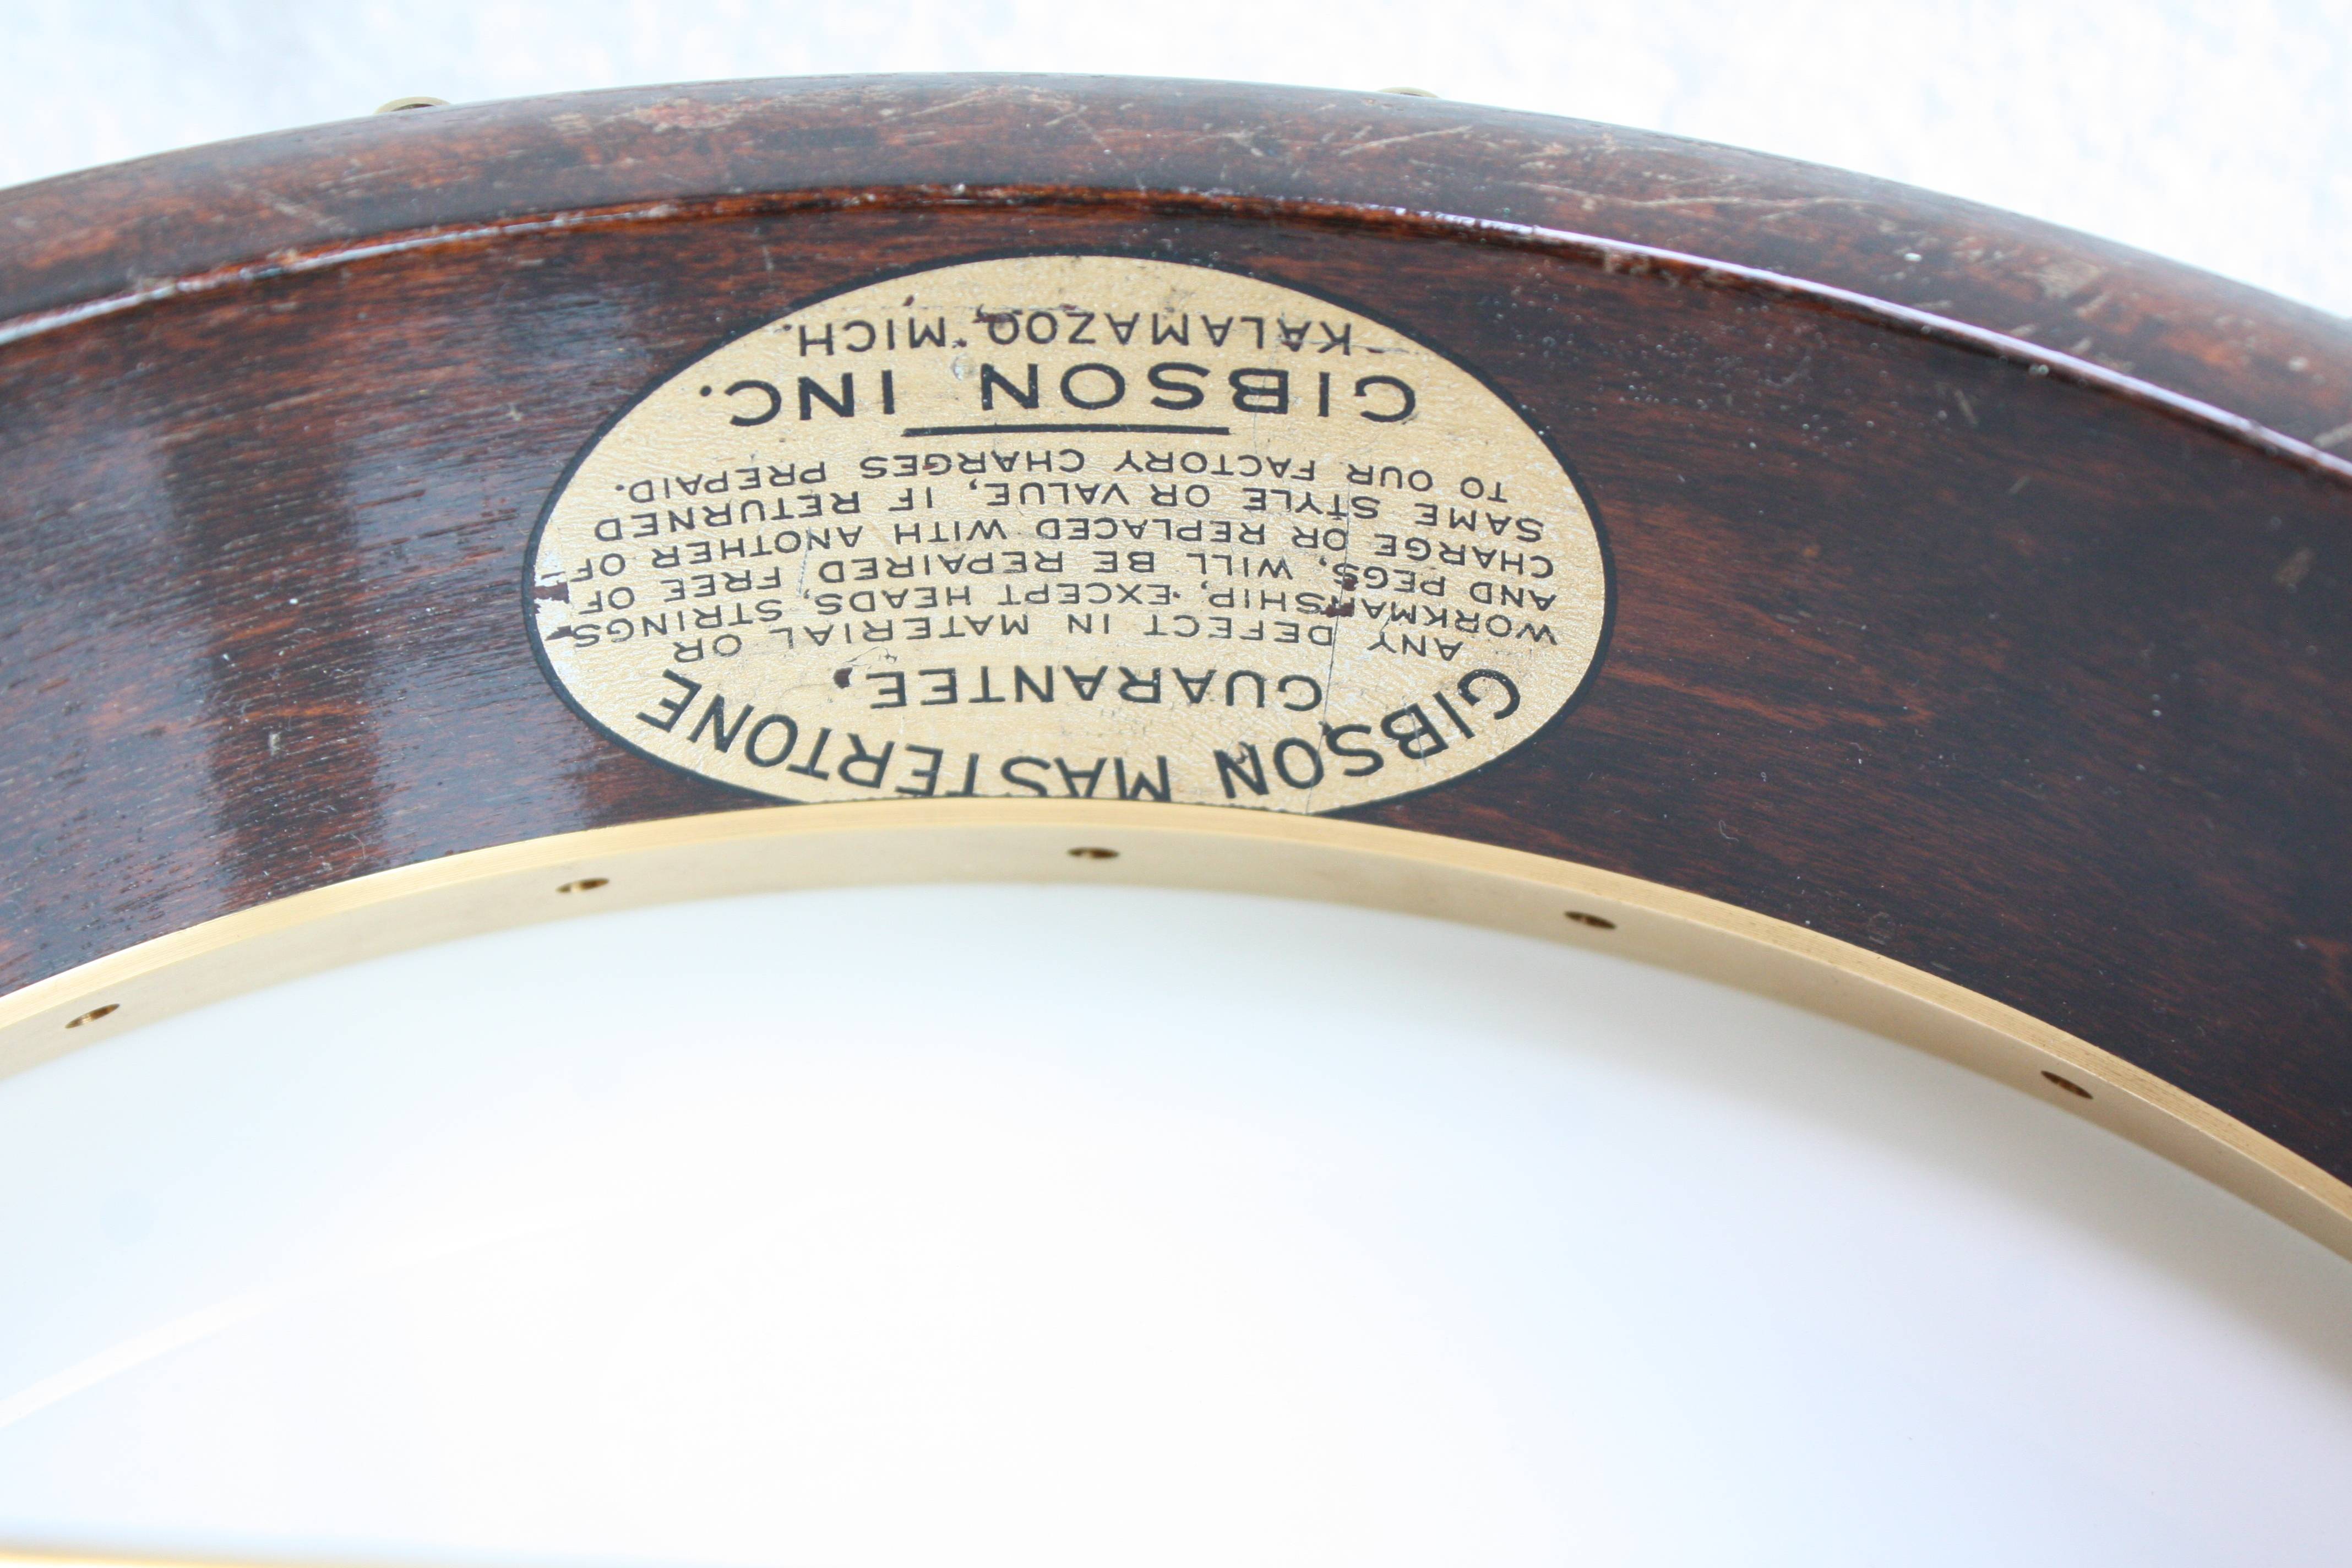 GIBSON MASTERTONE
GUARANTEE.
ANY DEFECT IN MATERIAL OR
WORKMANSHIP, EXCEPT HEADS, STRINGS
AND PEGS, WILL BE REPAIRED FREE OF
CHARGE OR REPLACED WITH ANOTHER OF
SAME STYLE OR VALUE, IF RETURNED
TO OUR FACTORY CHARGES PREPAID.
GIBSON INC.
KALAMAZOO, MICH.